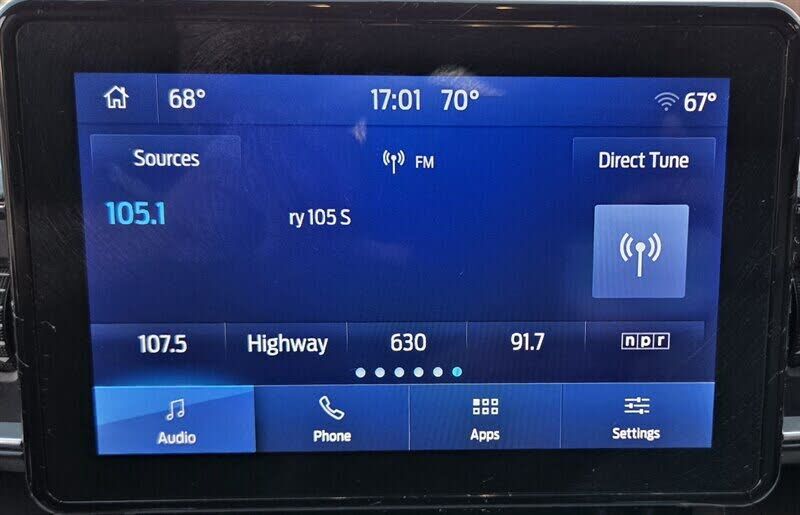 68° 17:01 70° 67°
Sources FM Direct Tune
105.1 ry 105 S
107.5 Highway 630 91.7 npr
Audio Phone Apps Settings